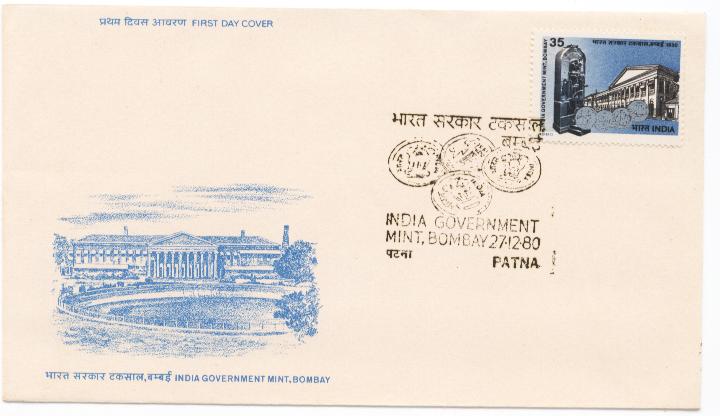 प्रथम दिवस आवरण FIRST DAY COVER
35
भारत सरकार टकसाल, बम्बई 1980
INDIA GOVERNMENT MINT, BOMBAY
भारत INDIA
भारत सरकार टकसाल
बम्बई
INDIA GOVERNMENT
MINT, BOMBAY 27-12-80
पटना PATNA
भारत सरकार टकसाल, बम्बई INDIA GOVERNMENT MINT, BOMBAY